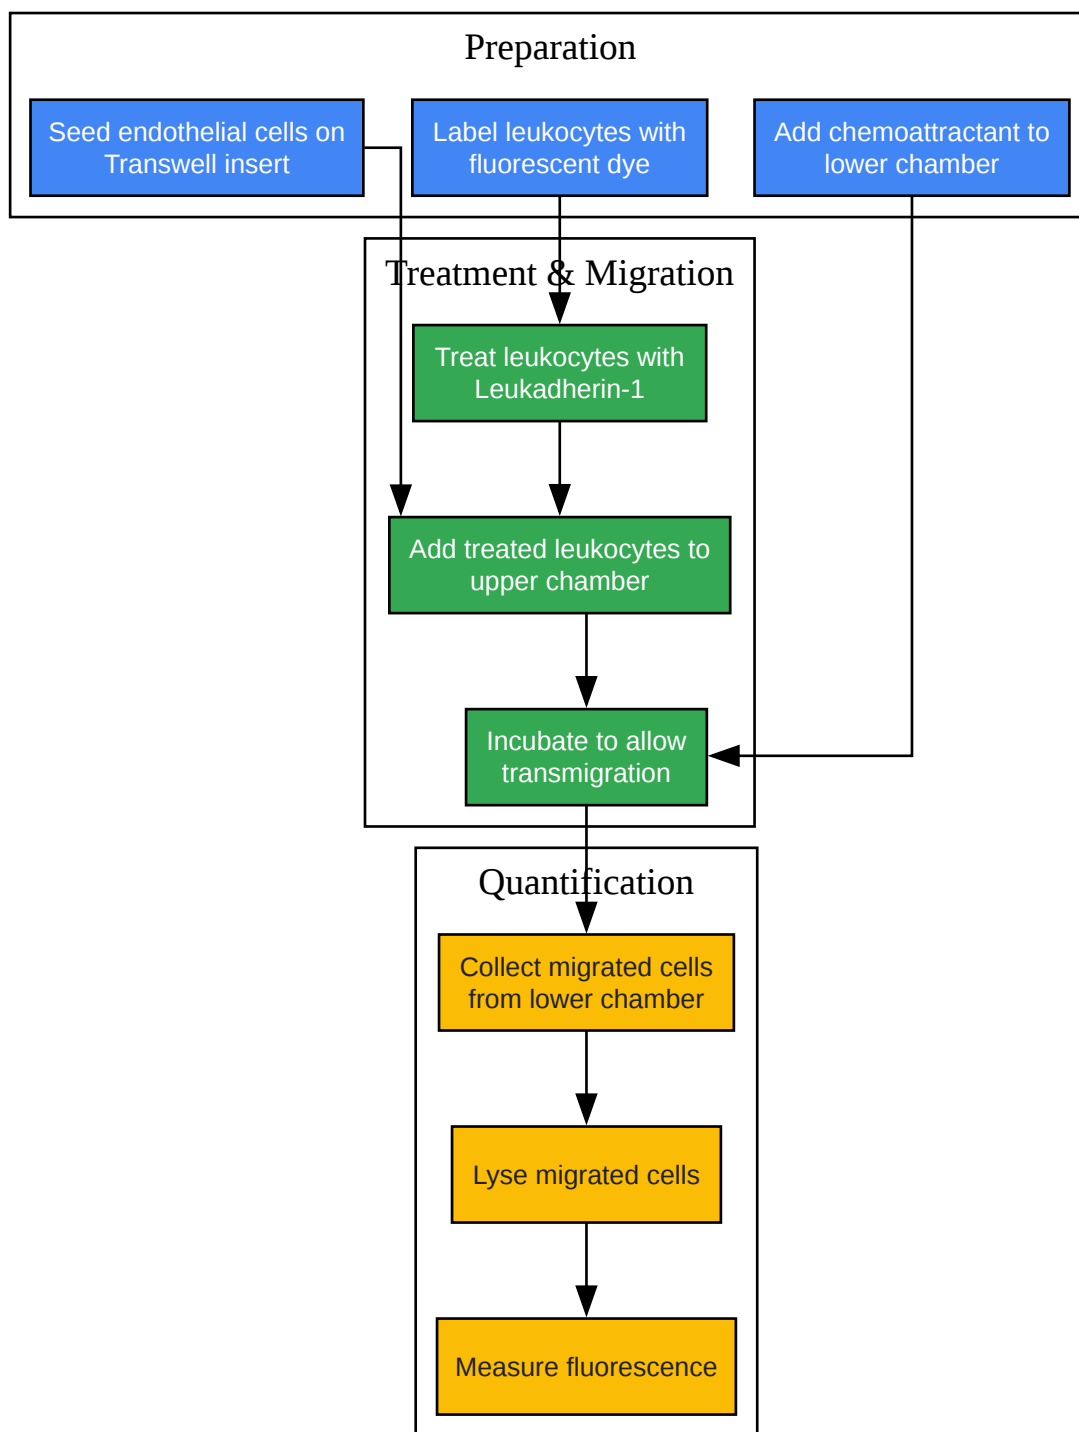 Preparation
Seed endothelial cells on
Transwell insert
Label leukocytes with
fluorescent dye
Add chemoattractant to
lower chamber
Treatment & Migration
Treat leukocytes with
Leukadherin-1
Add treated leukocytes to
upper chamber
Incubate to allow
transmigration
Quantification
Collect migrated cells
from lower chamber
Lyse migrated cells
Measure fluorescence